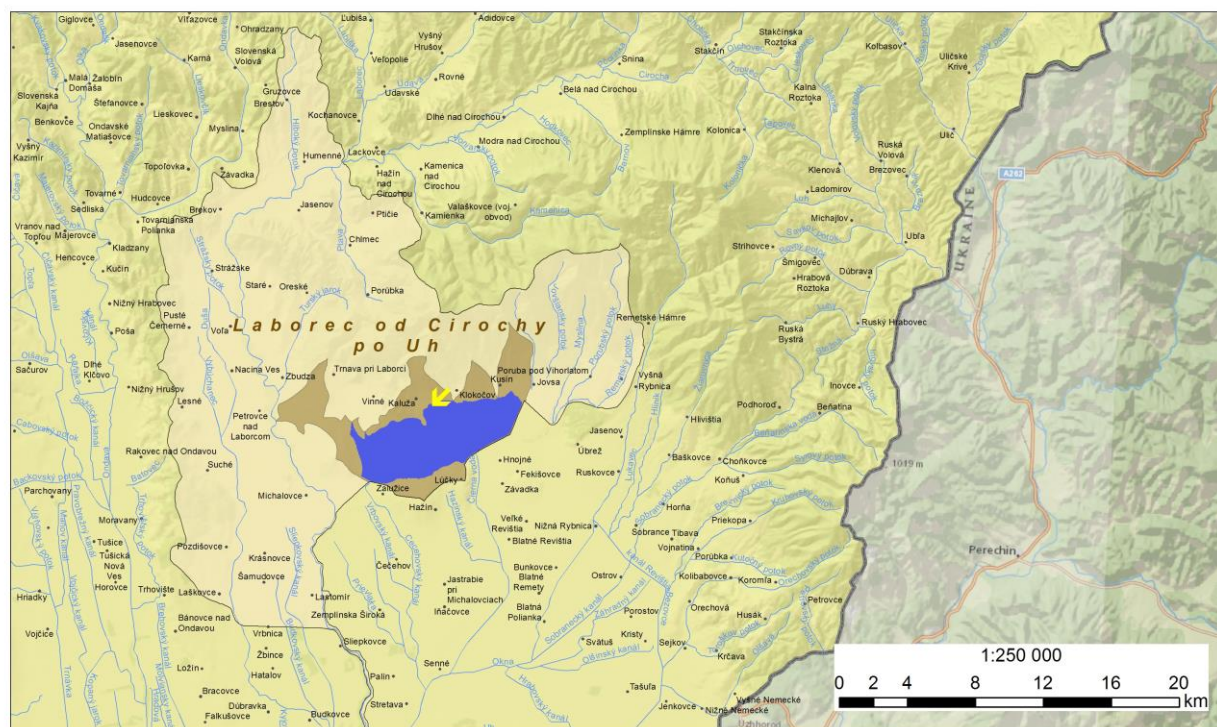 Giglovce
Víťazovce
Ohradzany
Ľubiša
Adidovce
Jasenovce
Karná
Slovenská
Volová
Vyšný
Hrušov
Veľopolie
Rovné
Stakčín
Stakčínska
Roztoka
Kolbasov
Uličské
Krivé
Malá
Domaša
Žalobín
Slovenská
Kajňa
Štefanovce
Gruzovce
Brestov
Udava
Udavské
Snina
Cirocha
Belá nad Cirochou
Kalná
Roztoka
Benkovce
Ondavské
Matiašovce
Lieskovec
Myslina
Kochanovce
Dlhé nad Cirochou
Modra nad Cirochou
Zemplínske Hámre
Kolonica
Ulič
Vyšný
Kazimír
Topoľovka
Závadka
Humenné
Lackovce
Hažín
nad
Cirochou
Kamenica
nad
Cirochou
Klenová
Ruská
Volová
Brezovec
Ladomirov
A262
UKRAINE
Tovarné
Sedliská
Hudcovce
Tovarnianska
Polianka
Brekov
Jasenov
Ptičie
Kamienka
Valaškovce (voj.
obvod)
Kamenica
Michajlov
Ubľa
Vranov nad
Topľou
Majerovce
Kladzany
Hencovce
Kučín
Chlmec
Strihovce
Šmigovec
Dúbrava
Hrabová
Roztoka
Strážske
Staré
Oreské
Porúbka
Nižný Hrabovec
Pusté
Čemerné
Poša
Voľa
Laborec od Cirochy
po Uh
Remetské Hámre
Ruská
Bystrá
Ruský Hrabovec
Sačurov
Dlhé
Klčovo
Nižný Hrušov
Lesné
Nacina Ves
Zbudza
Trnava pri Laborci
Vinné
Kaluža
Klokočov
Kusín
Poruba pod Vihorlatom
Jovsa
Vyšná
Rybnica
Inovce
Petrovce
nad
Laborcom
Podhoroď
Beňatina
Hlivištia
Rakovec nad Ondavou
Suché
Jasenov
Úbrež
Ruskovce
Baškovce
Choňkovce
Koňuš
1019 m
Hnojné
Fekišovce
Závadka
Lúčky
Zalužice
Hažín
Michalovce
Parchovany
Moravany
Tušice
Tušická
Nová
Ves
Horovce
Trhovište
Pozdišovce
Veľké
Revištia
Blatné Revištia
Nižná Rybnica
Horňa
Sobrance
Tibava
Vojnatina
Priekopa
Porúbka
Perechin
Krásnovce
Šamudovce
Čečehov
Jastrabie
pri
Michalovciach
Iňačovce
Bunkovce
Blatné
Remety
Blatná
Polianka
Ostrov
Kolibabovce
Koromľa
Hriadky
Vojčice
Laškovce
Lastomír
Zemplínska Široká
Porostov
Orechová
Husák
Petrovce
Bánovce nad
Ondavou
Vrbnica
Žbince
Hatalov
Sliepkovce
Senné
Okna
Svätuš
Kristy
Sejkov
Krčava
Ložín
Bracovce
Falkušovce
Dúbravka
Budkovce
Palín
Stretava
Tašuľa
Jenkovce
Vyšné Nemecké
Nižné Nemecké
Uzhhorod
1:250 000
0 2 4 8 12 16 20
km